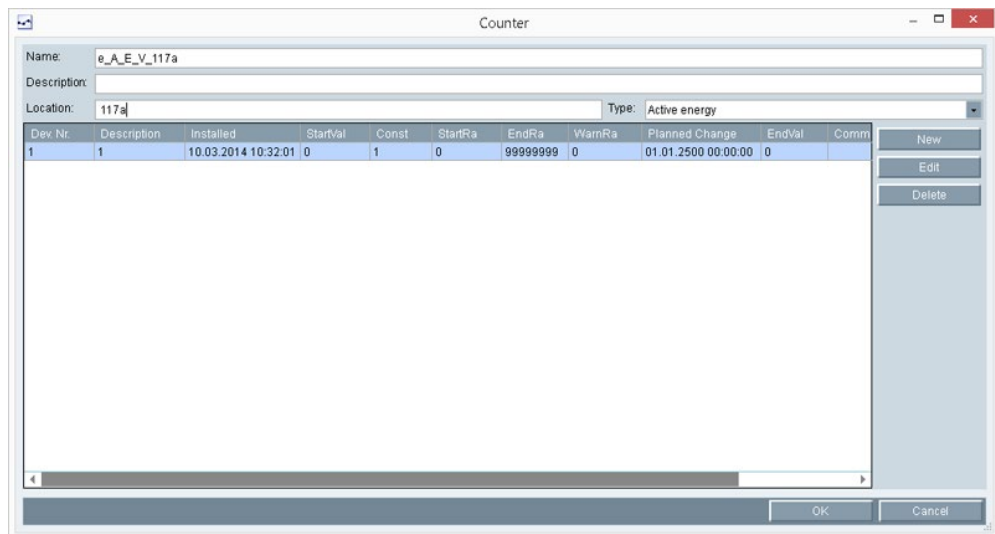 Counter
Name: e_A_E_V_117a
Description:
Location: 117a Type: Active energy
Dev. Nr. Description Installed StartVal Const StartRa EndRa WarnRa Planned Change EndVal Comm
1 1 10.03.2014 10:32:01 0 1 0 99999999 0 01.01.2500 00:00:00 0
New
Edit
Delete
OK Cancel